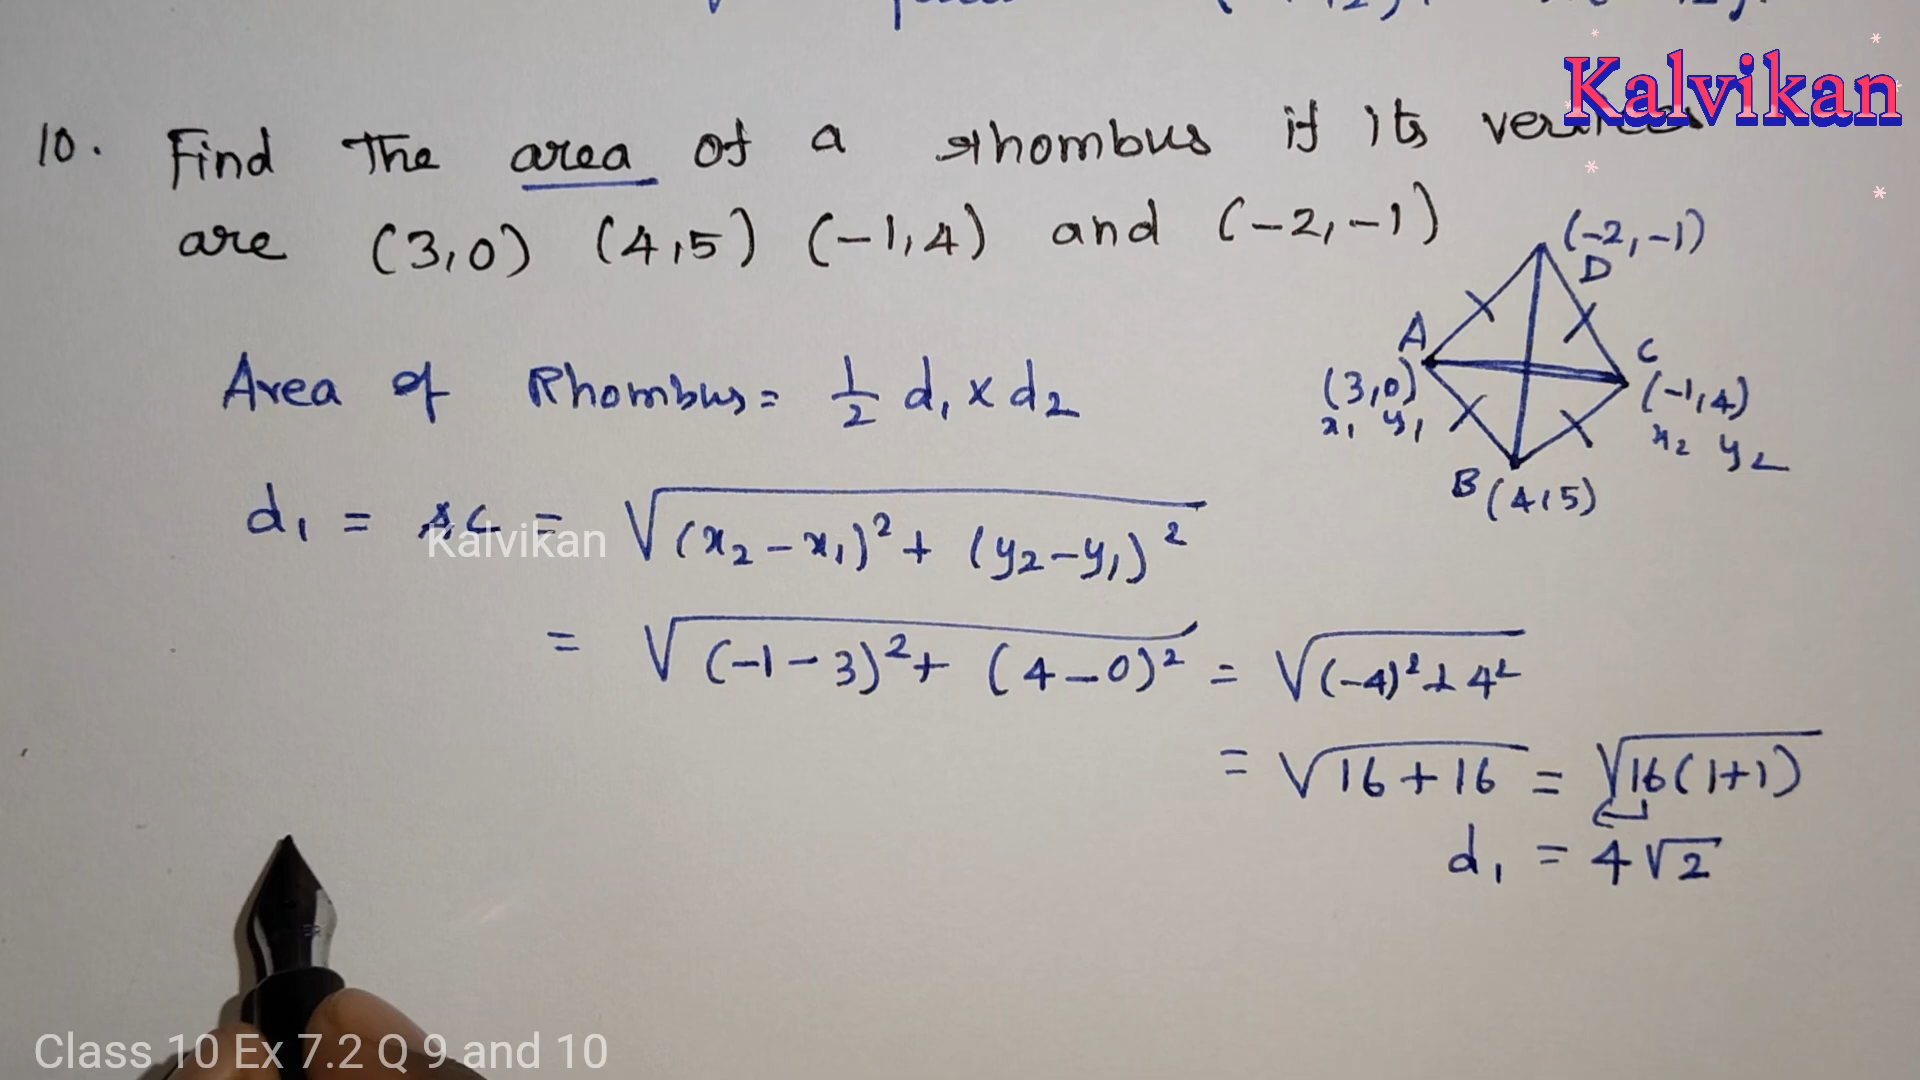 Kalvikan
10. Find The area of a rhombus if its vertices
are (3,0) (4,5) (-1,4) and (-2,-1)
(-2,-1)
D
A
C
(3,0)
x₁ y₁
(-1,4)
x₂ y₂
B (4,5)
Area of Rhombus = 1/2 d₁ x d₂
d₁ = AC = √((x₂-x₁)² + (y₂-y₁)²)
Kalvikan
= √((-1-3)² + (4-0)²) = √((-4)² + 4²)
= √(16+16) = √(16(1+1))
d₁ = 4√2
Class 10 Ex 7.2 Q 9 and 10